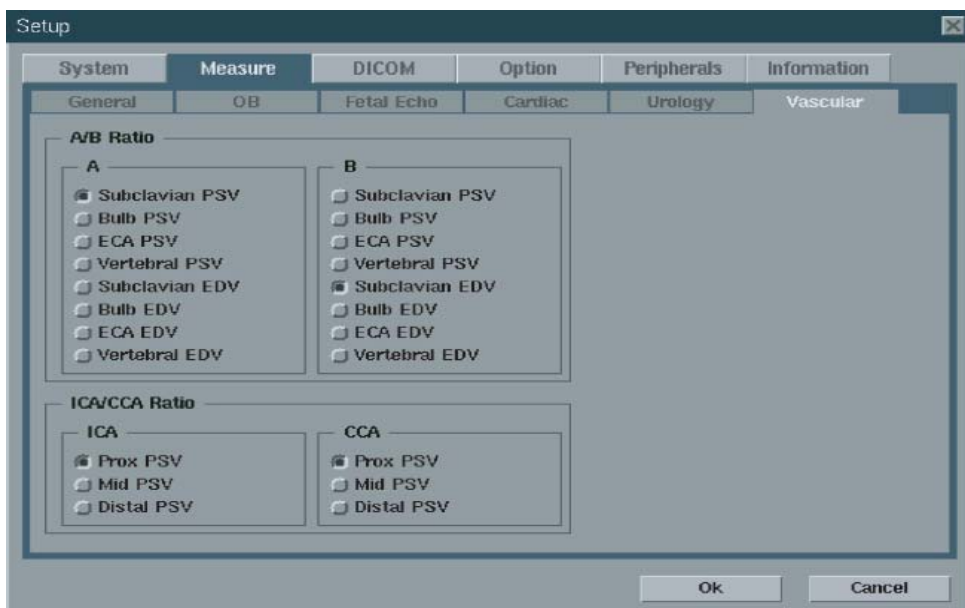 Setup
System Measure DICOM Option Peripherals Information
General OB Fetal Echo Cardiac Urology Vascular
A/B Ratio
A
Subclavian PSV
Bulb PSV
ECA PSV
Vertebral PSV
Subclavian EDV
Bulb EDV
ECA EDV
Vertebral EDV
B
Subclavian PSV
Bulb PSV
ECA PSV
Vertebral PSV
Subclavian EDV
Bulb EDV
ECA EDV
Vertebral EDV
ICA/CCA Ratio
ICA
Prox PSV
Mid PSV
Distal PSV
CCA
Prox PSV
Mid PSV
Distal PSV
Ok Cancel